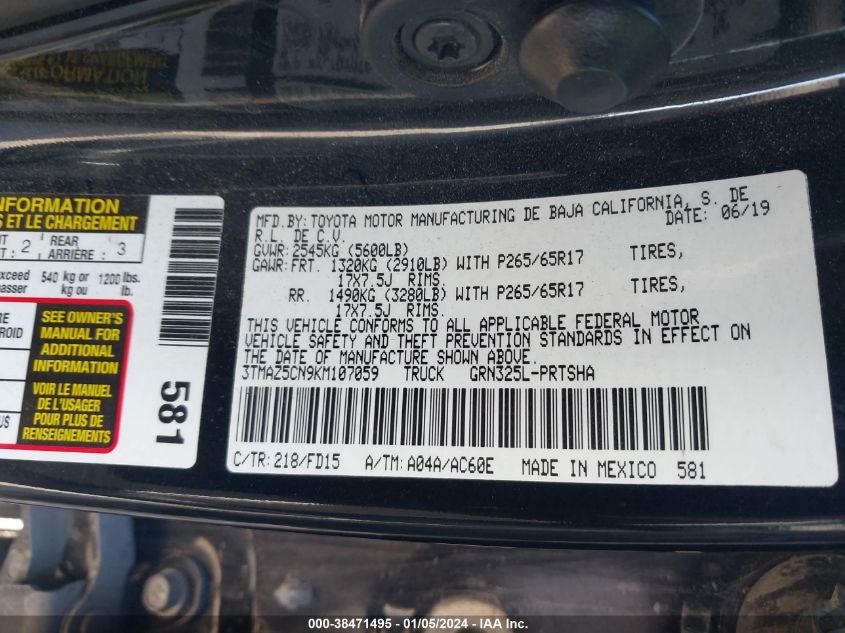 INFORMATION
ET LE CHARGEMENT
2 REAR 3
ARRIÈRE
exceed 540 kg or 1200 lbs.
kg ou lb.
SEE OWNER'S
MANUAL FOR
ADDITIONAL
INFORMATION
VOIR LE MANUEL
DE L'USAGER
POUR PLUS DE
RENSEIGNEMENTS
581
MFD.BY:TOYOTA MOTOR MANUFACTURING DE BAJA CALIFORNIA, S. DE
R.L. DE C.V. DATE: 06/19
GVWR:2545KG (5600LB)
GAWR:FRT. 1320KG (2910LB) WITH P265/65R17 TIRES,
17X7.5J RIMS.
RR. 1490KG (3280LB) WITH P265/65R17 TIRES,
17X7.5J RIMS.
THIS VEHICLE CONFORMS TO ALL APPLICABLE FEDERAL MOTOR
VEHICLE SAFETY AND THEFT PREVENTION STANDARDS IN EFFECT ON
THE DATE OF MANUFACTURE SHOWN ABOVE.
3TMAZ5CN9KM107059 TRUCK GRN325L-PRTSHA
C/TR:218/FD15 A/TM:A04A/AC60E MADE IN MEXICO 581
000-38471495 - 01/05/2024 - IAAI.COM